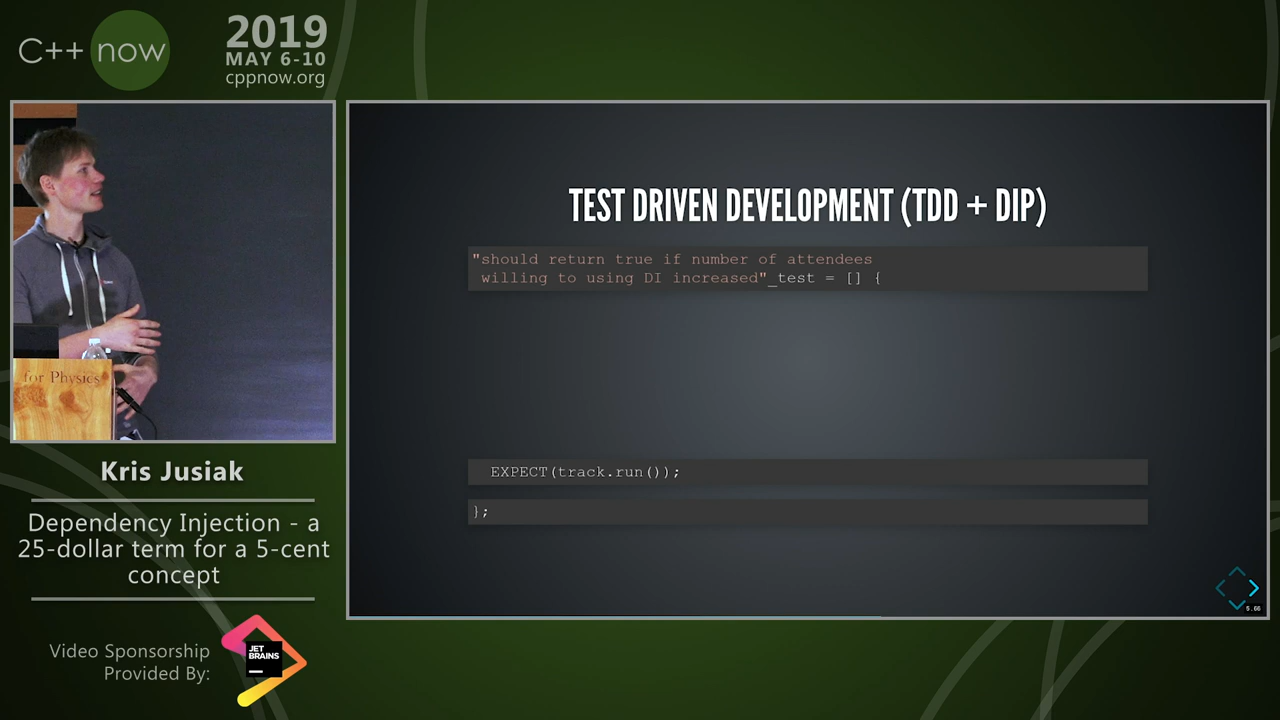 C++ now
2019
MAY 6-10
cppnow.org
for Physics
Kris Jusiak
Dependency Injection - a
25-dollar term for a 5-cent
concept
Video Sponsorship
Provided By:
JET
BRAINS
TEST DRIVEN DEVELOPMENT (TDD + DIP)
"should return true if number of attendees
willing to using DI increased"_test = [] {
EXPECT(track.run());
};